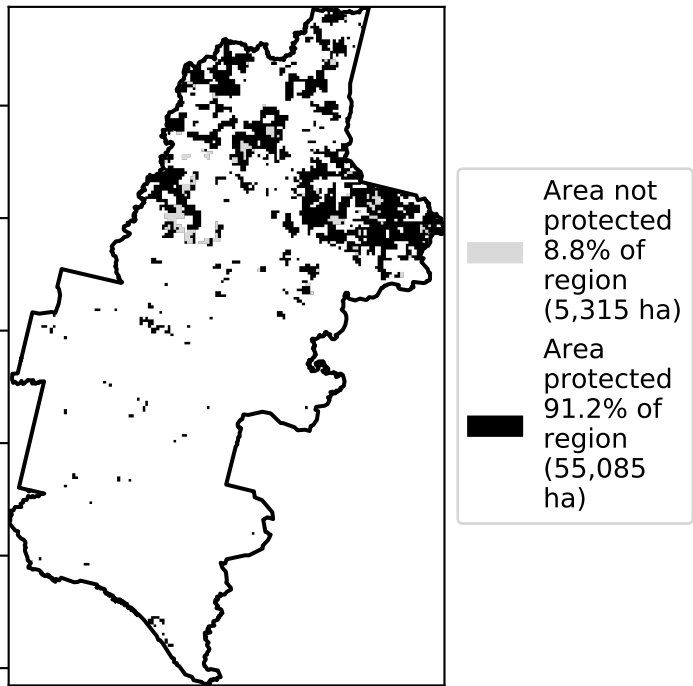 Area not
protected
8.8% of
region
(5,315 ha)
Area
protected
91.2% of
region
(55,085
ha)